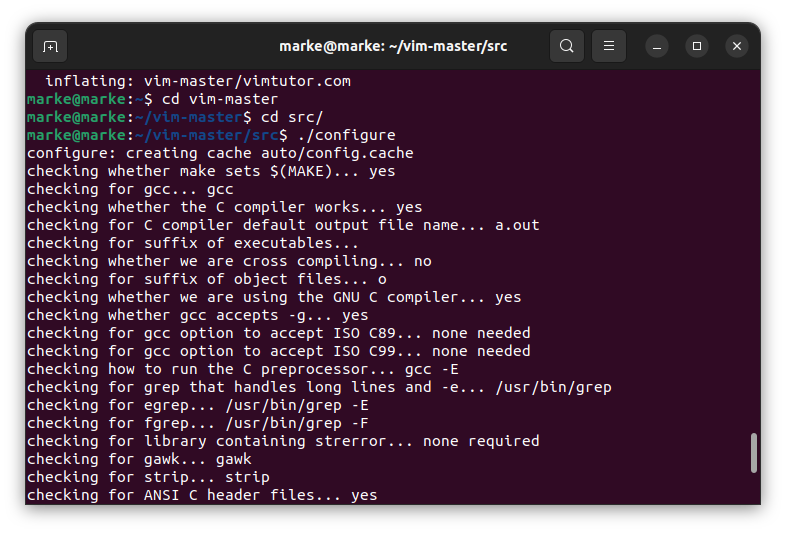 marke@marke: ~/vim-master/src
  inflating: vim-master/vimtutor.com
marke@marke:~$ cd vim-master
marke@marke:~/vim-master$ cd src/
marke@marke:~/vim-master/src$ ./configure
configure: creating cache auto/config.cache
checking whether make sets $(MAKE)... yes
checking for gcc... gcc
checking whether the C compiler works... yes
checking for C compiler default output file name... a.out
checking for suffix of executables...
checking whether we are cross compiling... no
checking for suffix of object files... o
checking whether we are using the GNU C compiler... yes
checking whether gcc accepts -g... yes
checking for gcc option to accept ISO C89... none needed
checking for gcc option to accept ISO C99... none needed
checking how to run the C preprocessor... gcc -E
checking for grep that handles long lines and -e... /usr/bin/grep
checking for egrep... /usr/bin/grep -E
checking for fgrep... /usr/bin/grep -F
checking for library containing strerror... none required
checking for gawk... gawk
checking for strip... strip
checking for ANSI C header files... yes